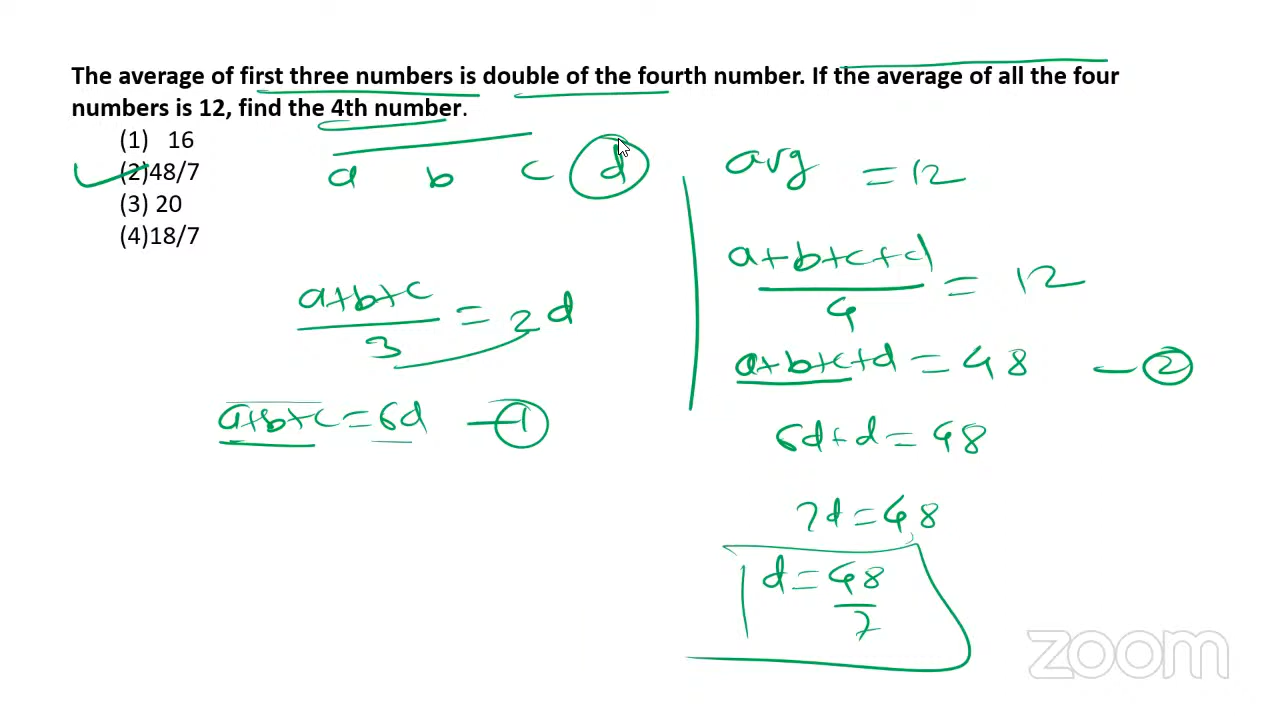 The average of first three numbers is double of the fourth number. If the average of all the four
numbers is 12, find the 4th number.
(1) 16
(2)48/7
(3) 20
(4)18/7
a b c d
a+b+c
3
= 2d
a+b+c = 6d — 1
avg = 12
a+b+c+d
4
= 12
a+b+c+d = 48 — 2
6d+d = 48
7d = 48
d = 48
7
zoom